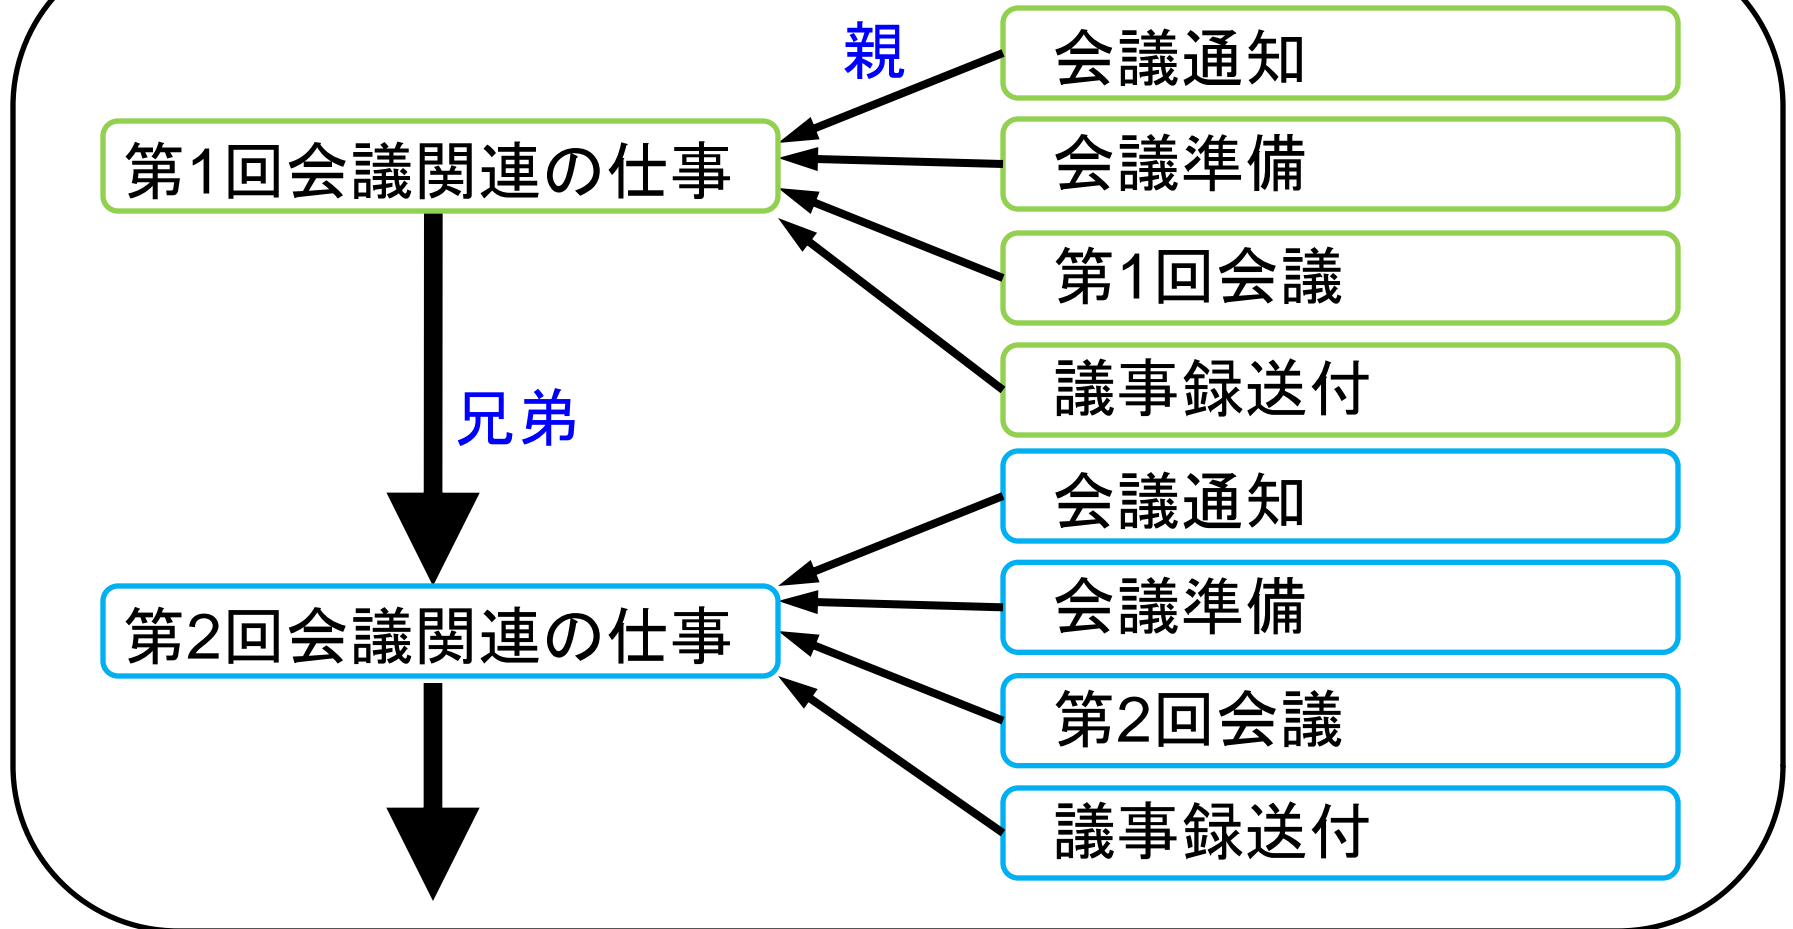 親
会議通知
第1回会議関連の仕事
会議準備
第1回会議
議事録送付
兄弟
会議通知
第2回会議関連の仕事
会議準備
第2回会議
議事録送付